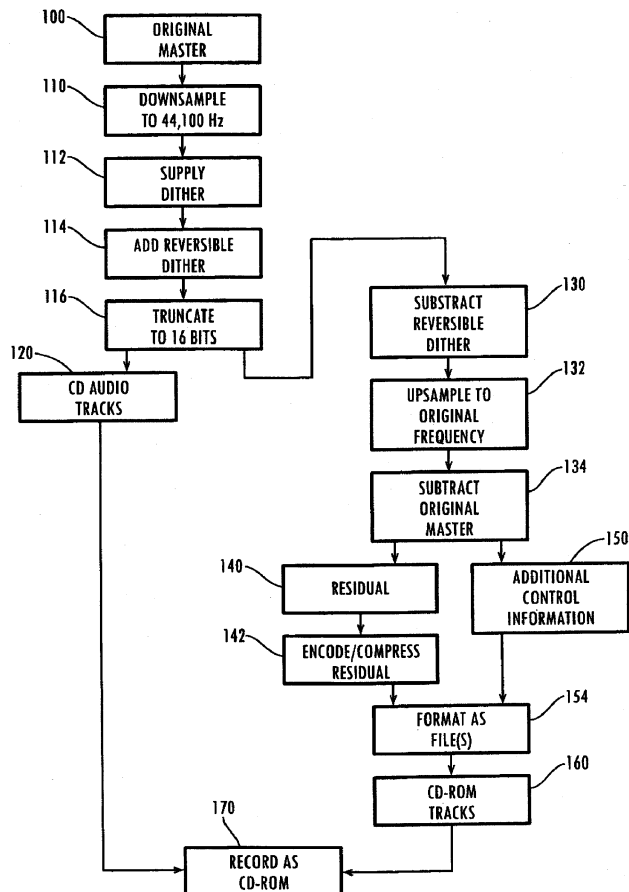 100
ORIGINAL
MASTER
110
DOWNSAMPLE
TO 44,100 Hz
112
SUPPLY
DITHER
114
ADD REVERSIBLE
DITHER
116
TRUNCATE
TO 16 BITS
120
CD AUDIO
TRACKS
130
SUBSTRACT
REVERSIBLE
DITHER
132
UPSAMPLE TO
ORIGINAL
FREQUENCY
134
SUBTRACT
ORIGINAL
MASTER
140
RESIDUAL
150
ADDITIONAL
CONTROL
INFORMATION
142
ENCODE/COMPRESS
RESIDUAL
154
FORMAT AS
FILE(S)
160
CD-ROM
TRACKS
170
RECORD AS
CD-ROM